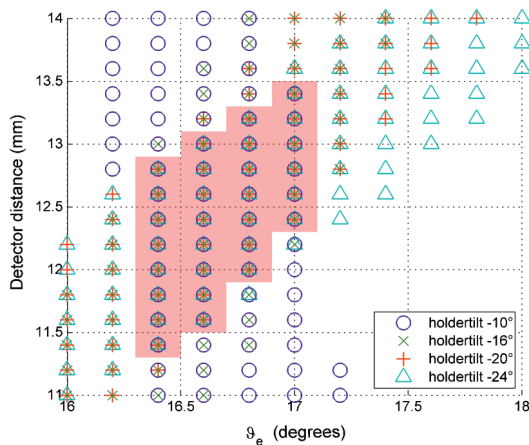 14
13.5
13
12.5
12
11.5
11
Detector distance (mm)
16
16.5
17
17.5
18
ϑe (degrees)
holdertilt -10°
holdertilt -16°
holdertilt -20°
holdertilt -24°